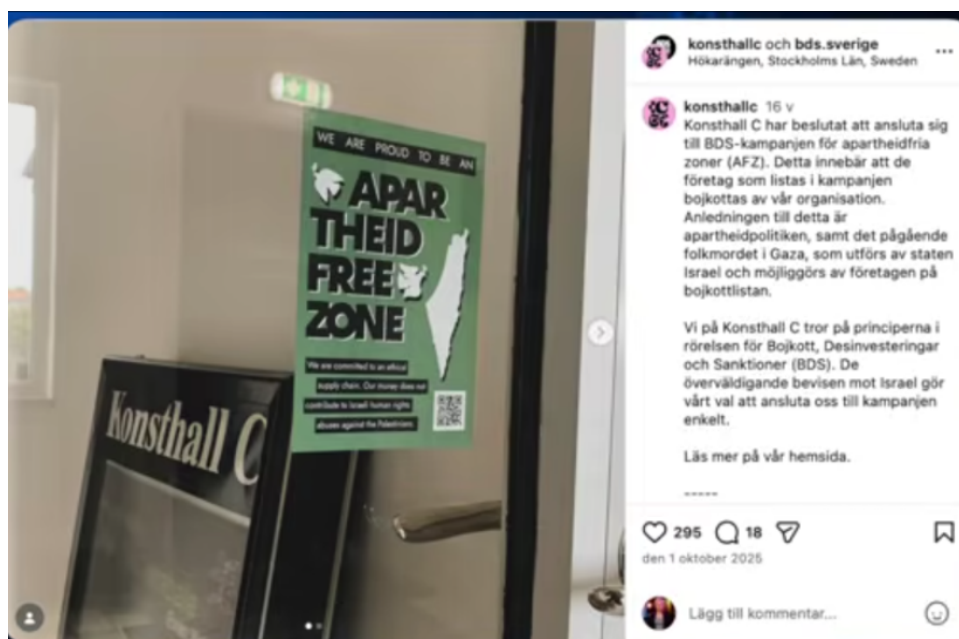 WE ARE PROUD TO BE AN
APAR
THEID
FREE
ZONE
We are committed to an ethical
supply chain. Our money does not
contribute to Israeli human rights
abuses against the Palestinians.
Konsthall C
konsthallc och bds.sverige
Hökarängen, Stockholms Län, Sweden
konsthallc 16 v
Konsthall C har beslutat att ansluta sig
till BDS-kampanjen för apartheidfria
zoner (AFZ). Detta innebär att de
företag som listas i kampanjen
bojkottas av vår organisation.
Anledningen till detta är
apartheidpolitiken, samt det pågående
folkmordet i Gaza, som utförs av staten
Israel och möjliggörs av företagen på
bojkottlistan.
Vi på Konsthall C tror på principerna i
rörelsen för Bojkott, Desinvesteringar
och Sanktioner (BDS). De
överväldigande bevisen mot Israel gör
vårt val att ansluta oss till kampanjen
enkelt.
Läs mer på vår hemsida.
-----
295 18
den 1 oktober 2025
Lägg till kommentar...